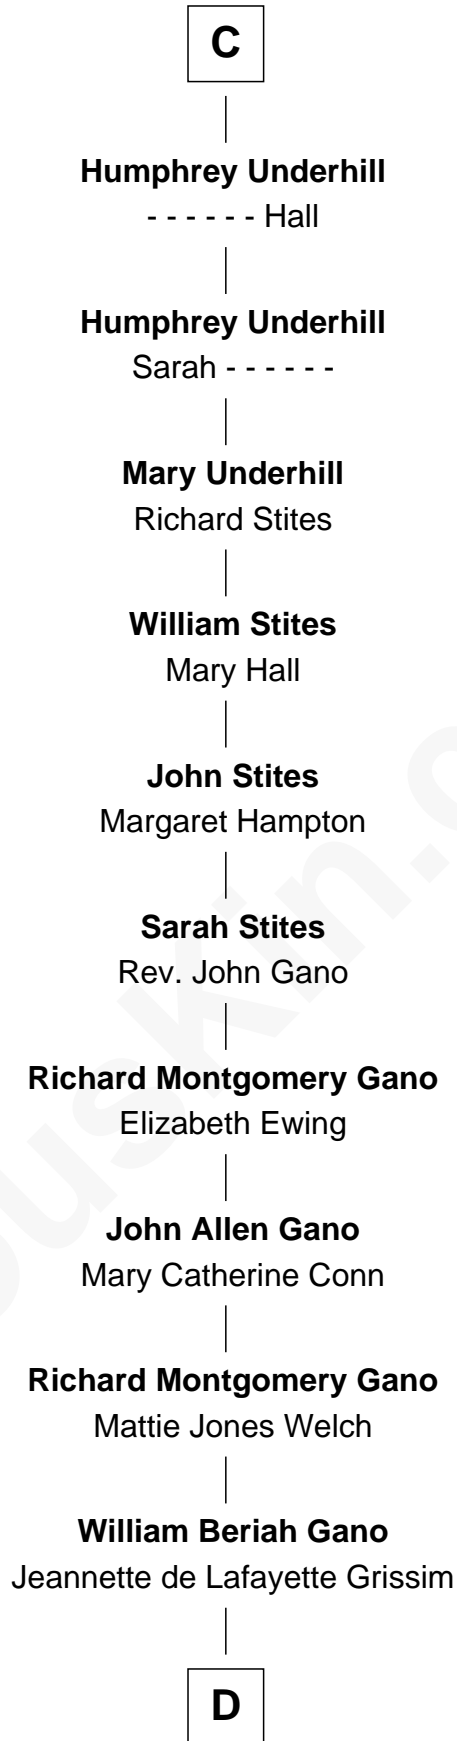 C
Humphrey Underhill
- - - - - - Hall
Humphrey Underhill
Sarah - - - - - -
Mary Underhill
Richard Stites
William Stites
Mary Hall
John Stites
Margaret Hampton
Sarah Stites
Rev. John Gano
Richard Montgomery Gano
Elizabeth Ewing
John Allen Gano
Mary Catherine Conn
Richard Montgomery Gano
Mattie Jones Welch
William Beriah Gano
Jeannette de Lafayette Grissim
D